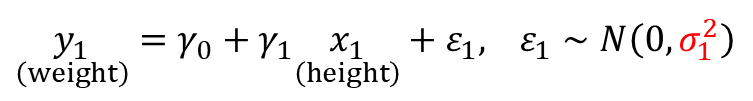 y₁ = γ₀ + γ₁ x₁ + ε₁, ε₁ ~ N(0, σ₁²)
(weight) (height)